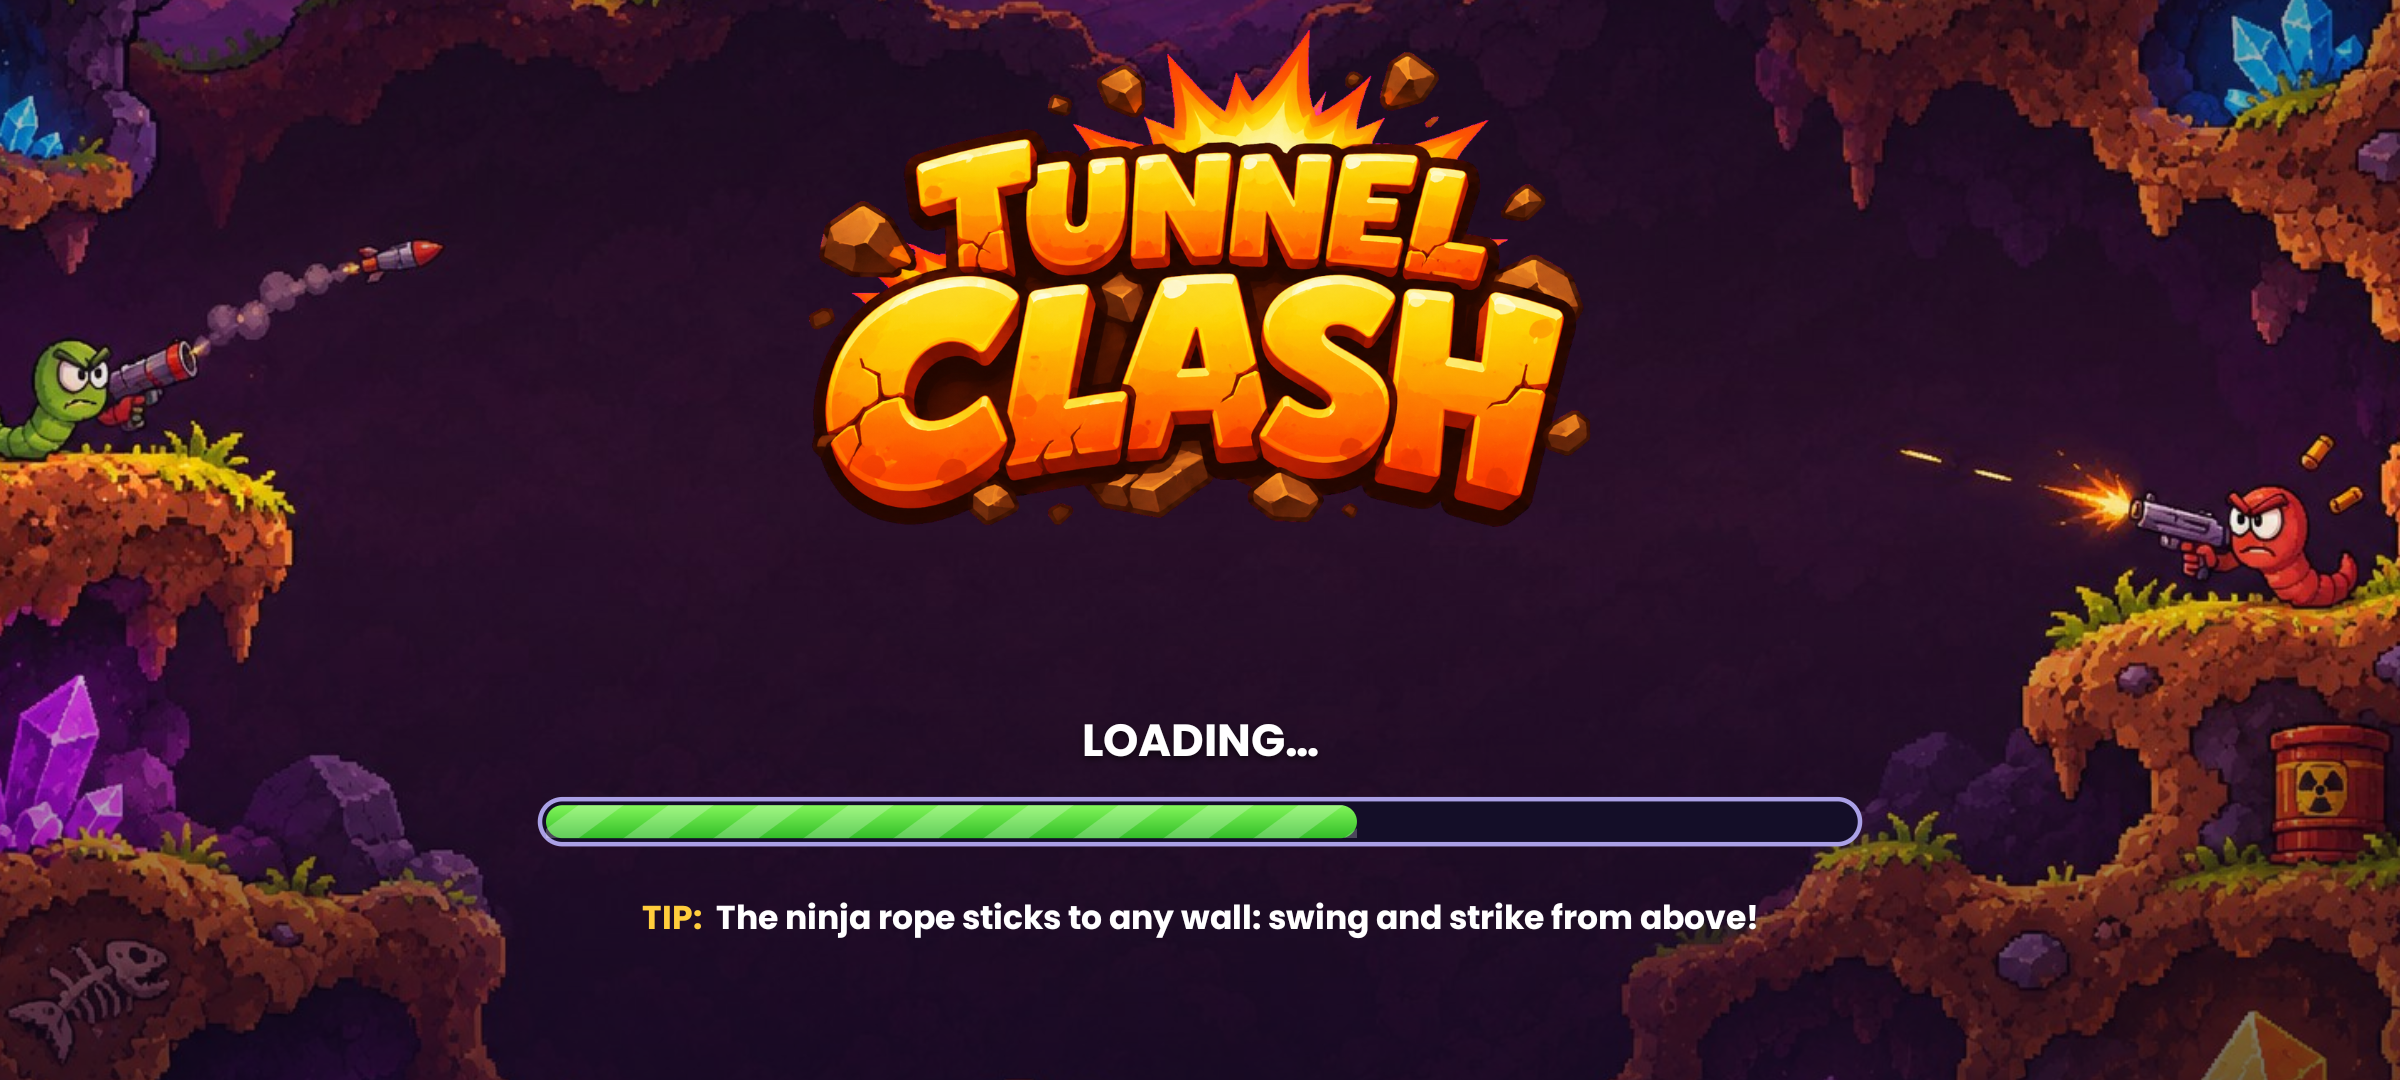 TUNNEL
CLASH
LOADING...
TIP: The ninja rope sticks to any wall: swing and strike from above!